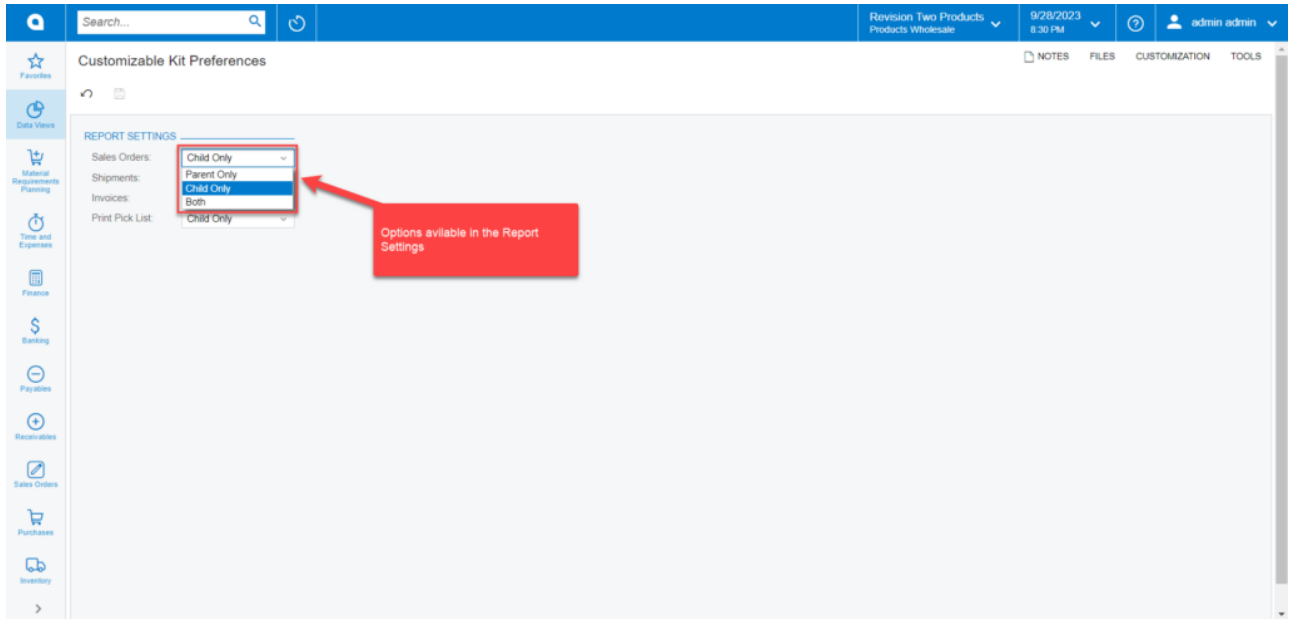 Search...
Revision Two Products
Products Wholesale
9/28/2023
8:30 PM
admin admin
Favorites
Data Views
Material
Requirements
Planning
Time and
Expenses
Finance
Banking
Payables
Receivables
Sales Orders
Purchases
Inventory
Customizable Kit Preferences
NOTES FILES CUSTOMIZATION TOOLS
REPORT SETTINGS
Sales Orders: Child Only
Shipments: Parent Only
Child Only
Invoices: Both
Print Pick List: Child Only
Options avilable in the Report
Settings